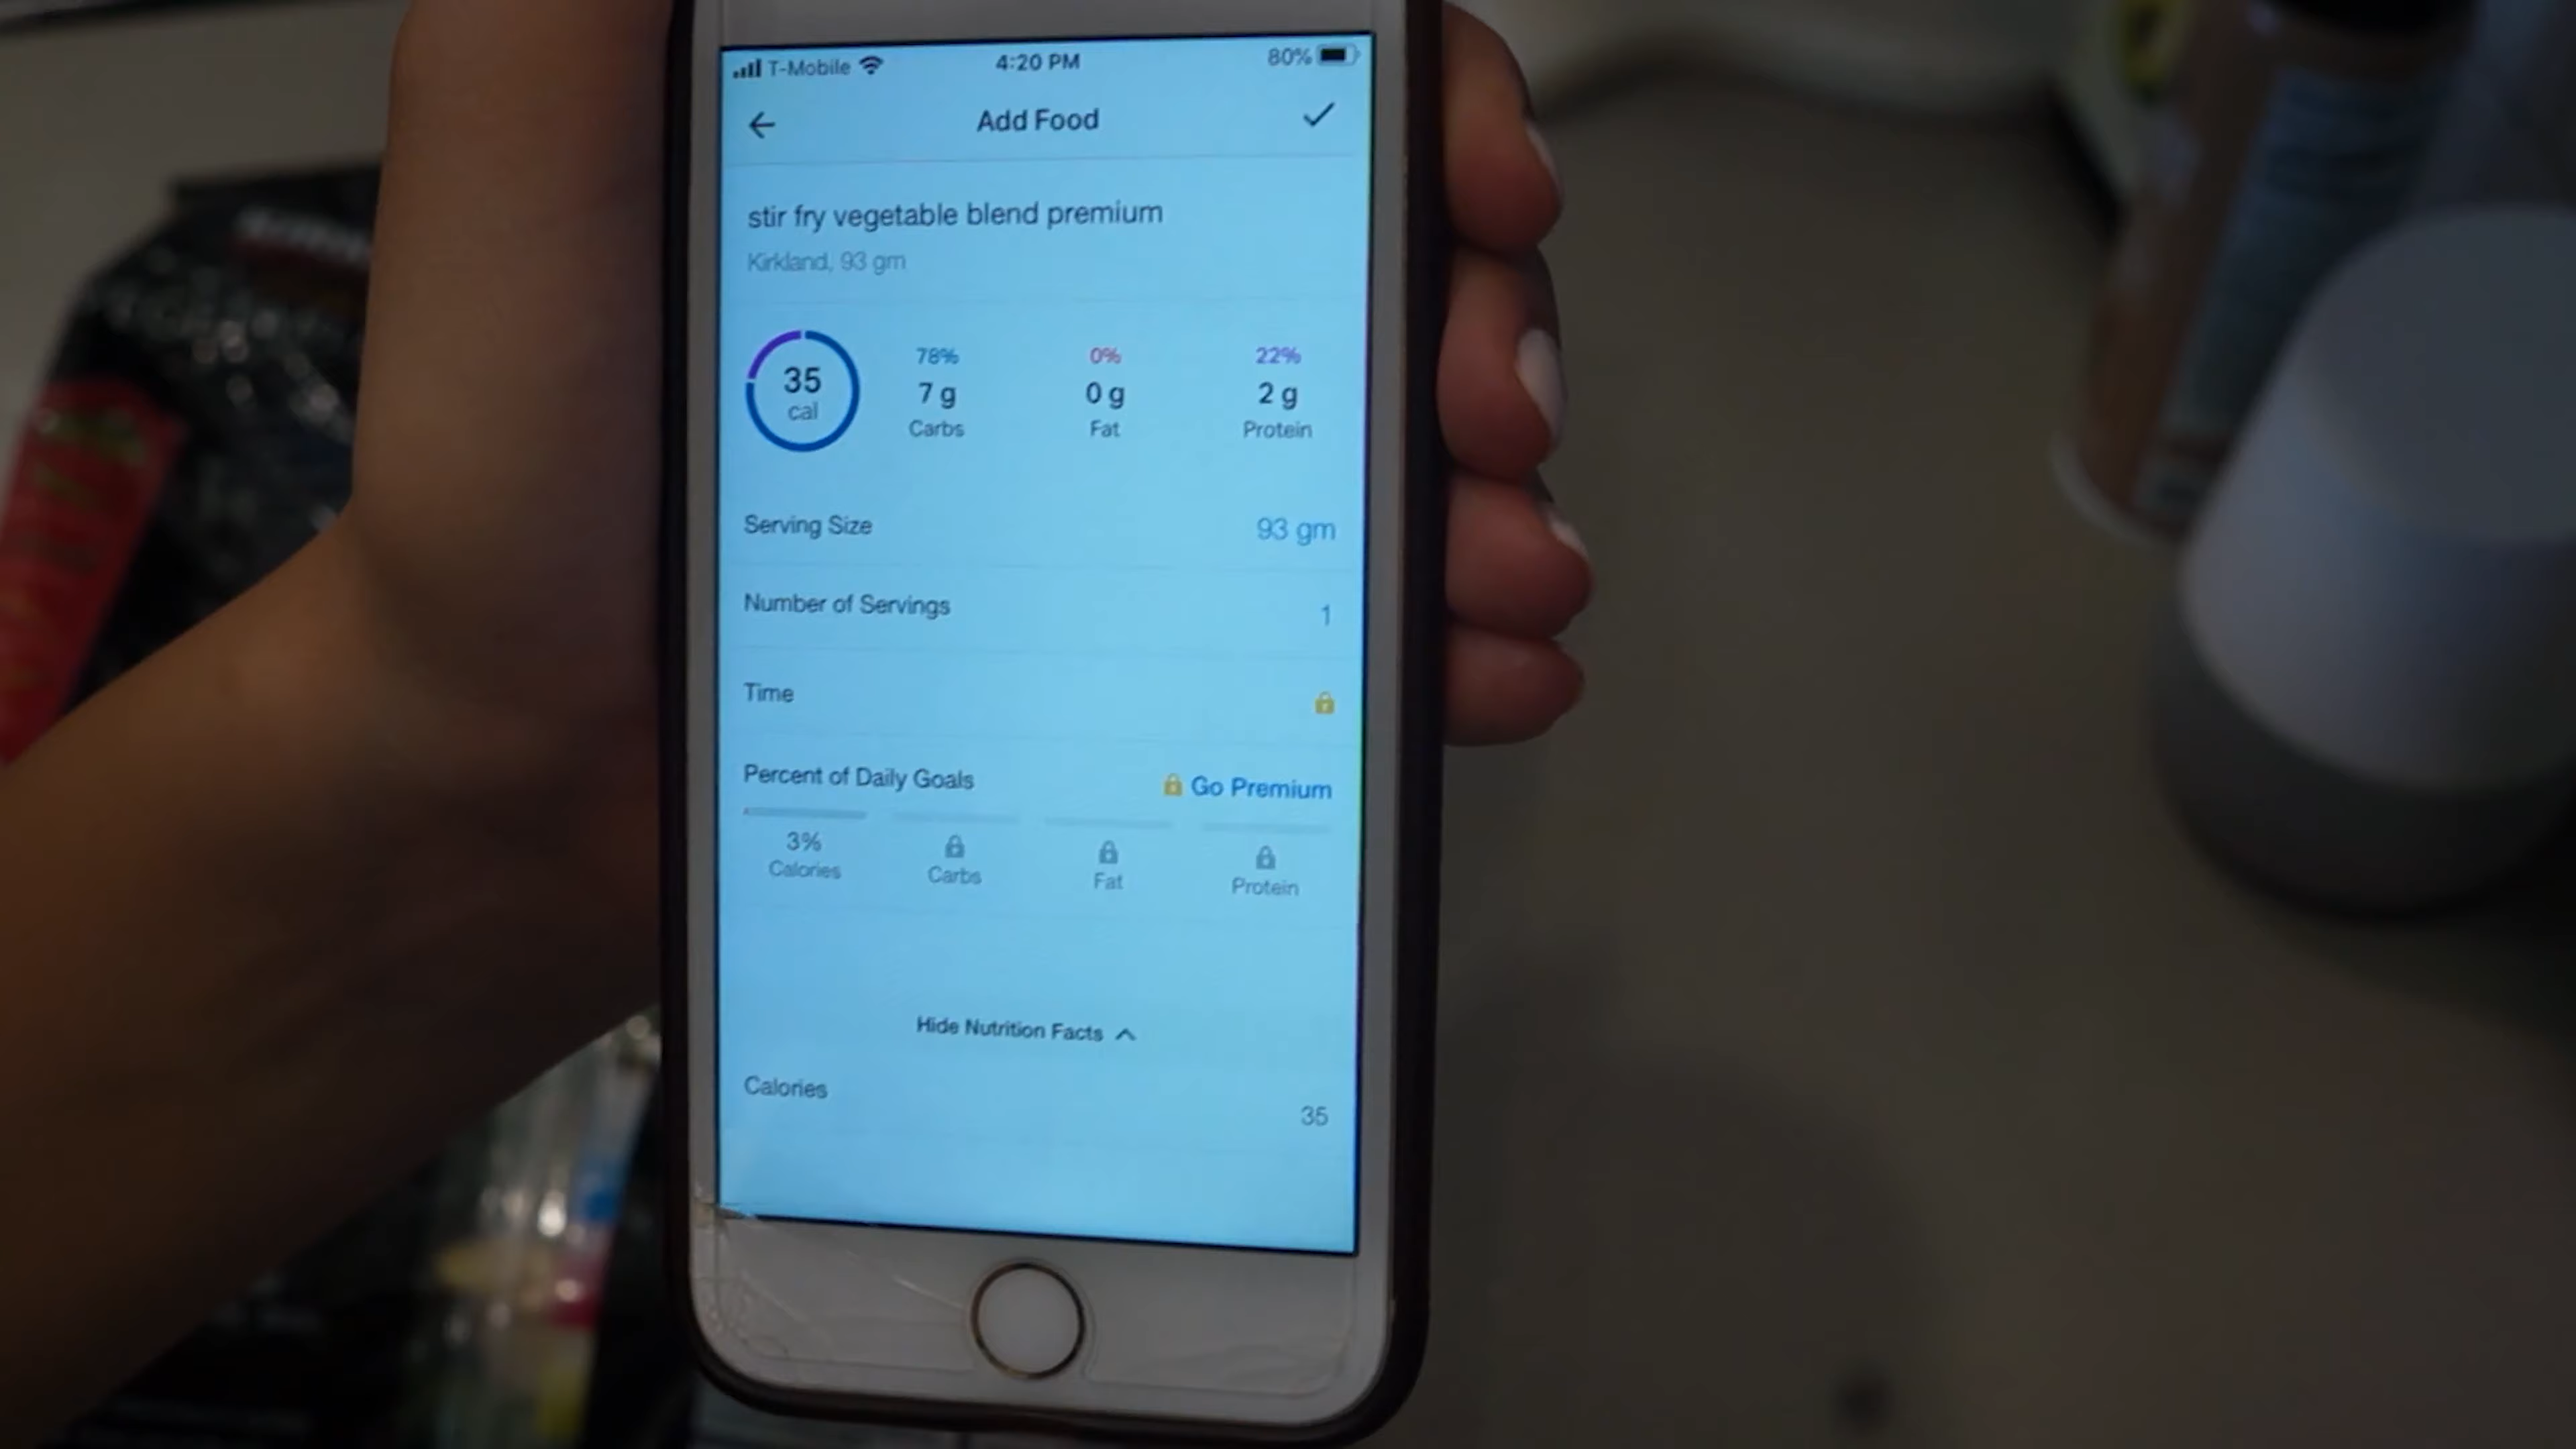 T-Mobile 4:20 PM 80%
Add Food
stir fry vegetable blend premium
Kirkland, 93 gm
78% 0% 22%
35 7 g 0 g 2 g
cal Carbs Fat Protein
Serving Size 93 gm
Number of Servings 1
Time
Percent of Daily Goals Go Premium
3%
Calories Carbs Fat Protein
Hide Nutrition Facts
Calories 35